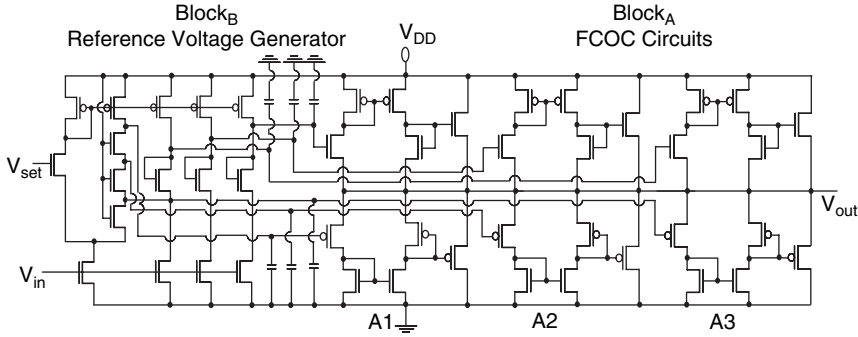 Block_B
Reference Voltage Generator
V_DD
Block_A
FCOC Circuits
V_set
V_out
V_in
A1
A2
A3